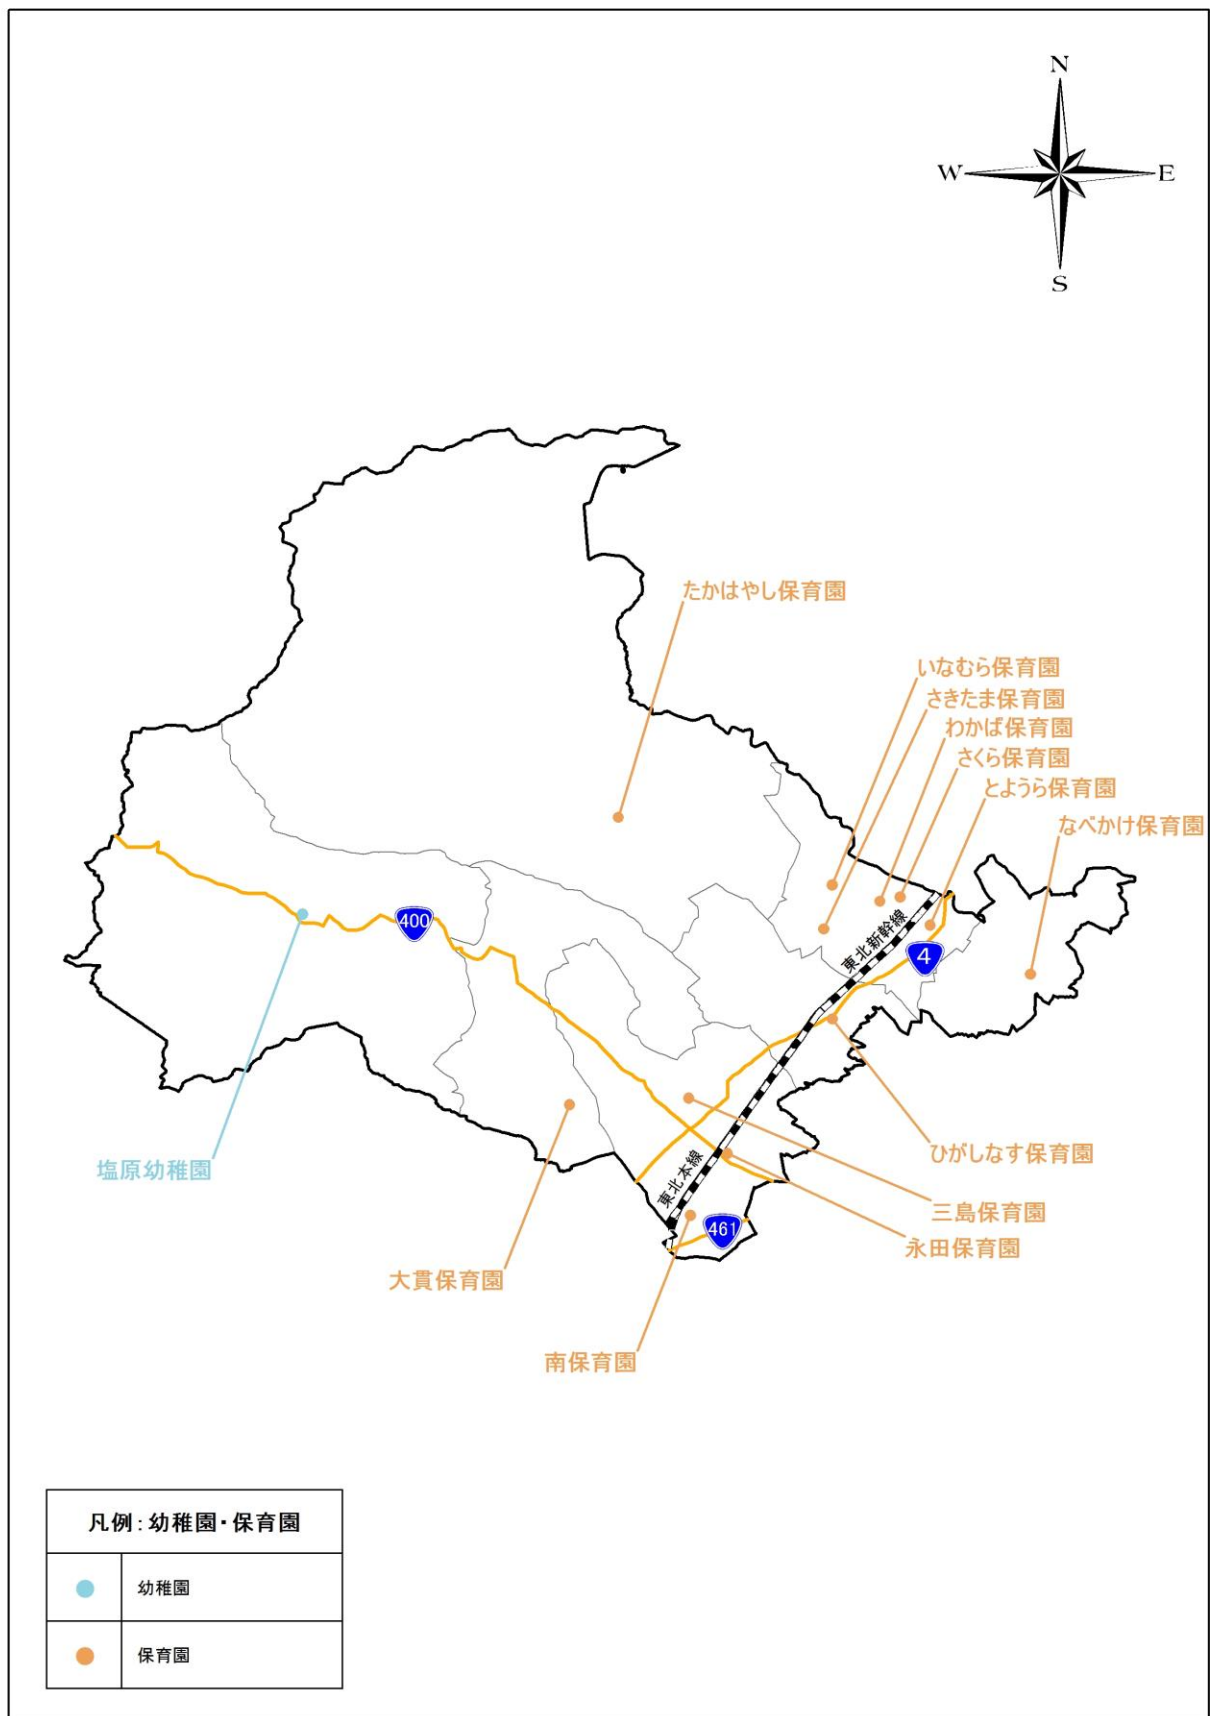 N
W
E
S
たかはやし保育園
いなむら保育園
さきたま保育園
わかば保育園
さくら保育園
とようら保育園
なべかけ保育園
400
東北新幹線
4
塩原幼稚園
ひがしなす保育園
東北本線
三島保育園
461
永田保育園
大貫保育園
南保育園
凡例:幼稚園・保育園
幼稚園
保育園